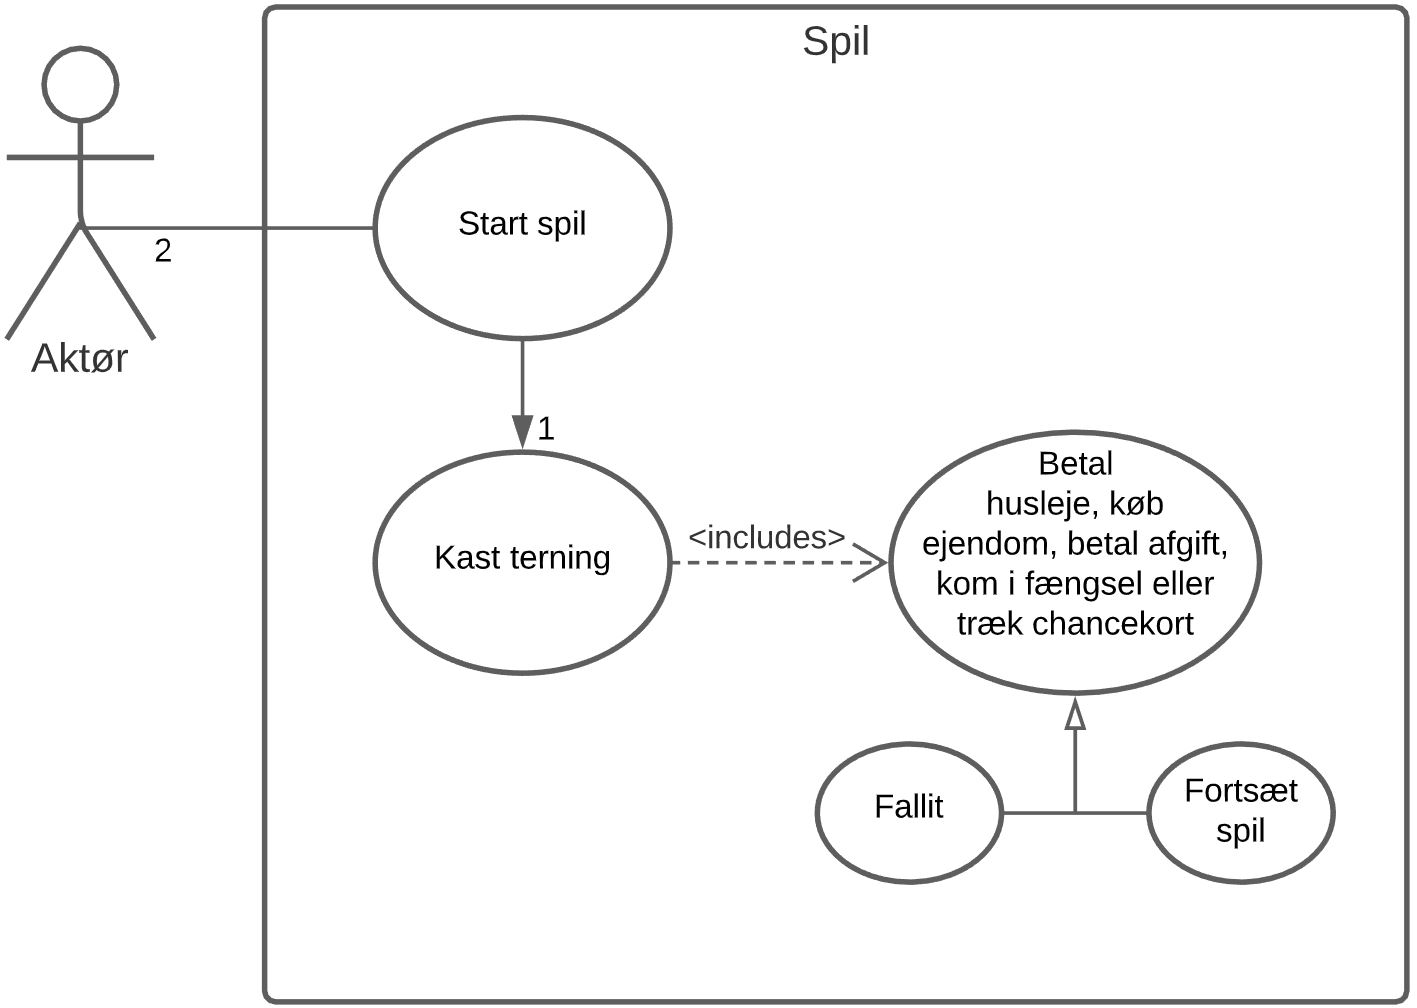 Spil
Start spil
2
Aktør
1
Kast terning
<includes>
Betal
husleje, køb
ejendom, betal afgift,
kom i fængsel eller
træk chancekort
Fallit
Fortsæt
spil